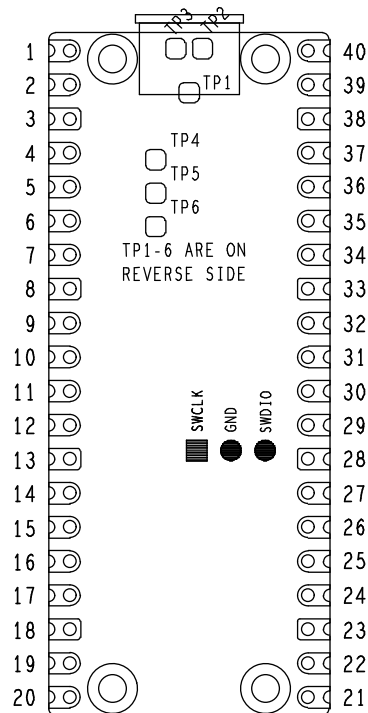 TP3 TP2
1 40
TP1
2 39
3 38
TP4
4 37
TP5
5 36
TP6
6 35
TP1-6 ARE ON
7 34
REVERSE SIDE
8 33
9 32
10 31
11 30
SWCLK GND SWDIO
12 29
13 28
14 27
15 26
16 25
17 24
18 23
19 22
20 21